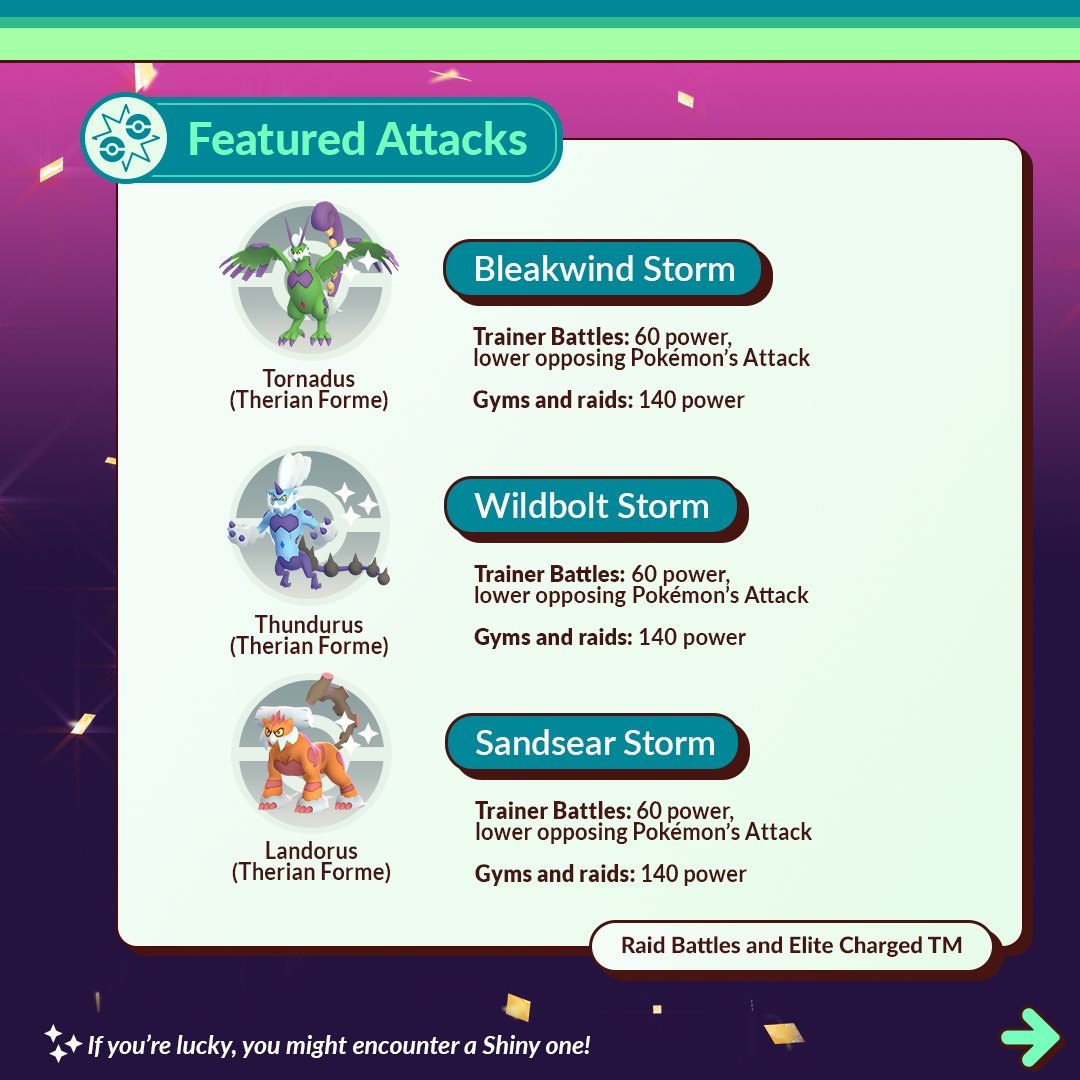 Featured Attacks
Tornadus
(Therian Forme)
Bleakwind Storm
Trainer Battles: 60 power,
lower opposing Pokémon's Attack
Gyms and raids: 140 power
Thundurus
(Therian Forme)
Wildbolt Storm
Trainer Battles: 60 power,
lower opposing Pokémon's Attack
Gyms and raids: 140 power
Landorus
(Therian Forme)
Sandsear Storm
Trainer Battles: 60 power,
lower opposing Pokémon's Attack
Gyms and raids: 140 power
Raid Battles and Elite Charged TM
If you're lucky, you might encounter a Shiny one!